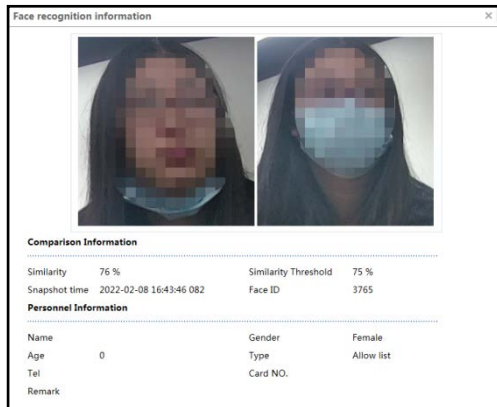 Face recognition information ×
Comparison Information
Similarity 76 % Similarity Threshold 75 %
Snapshot time 2022-02-08 16:43:46 082 Face ID 3765
Personnel Information
Name Gender Female
Age 0 Type Allow list
Tel Card NO.
Remark